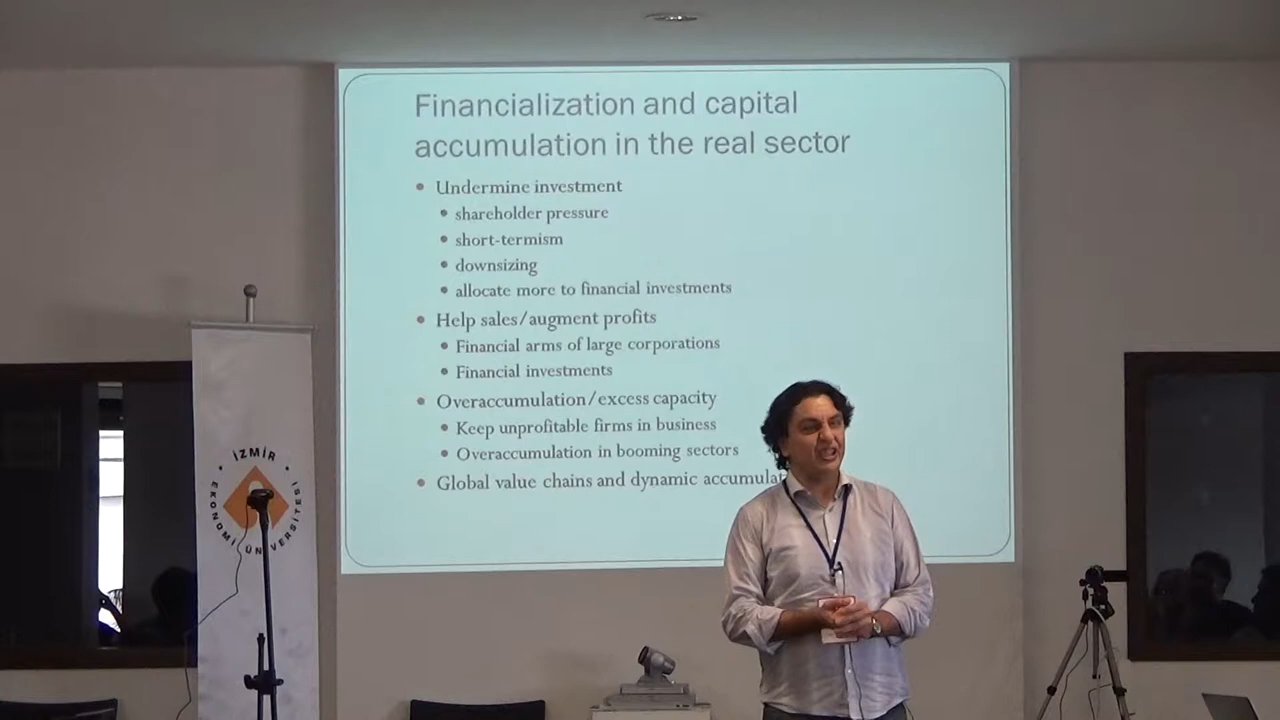 Financialization and capital
accumulation in the real sector
• Undermine investment
• shareholder pressure
• short-termism
• downsizing
• allocate more to financial investments
• Help sales/augment profits
• Financial arms of large corporations
• Financial investments
• Overaccumulation/excess capacity
• Keep unprofitable firms in business
• Overaccumulation in booming sectors
• Global value chains and dynamic accumulat
• İZMİR •
EKONOMİ ÜNİVERSİTESİ